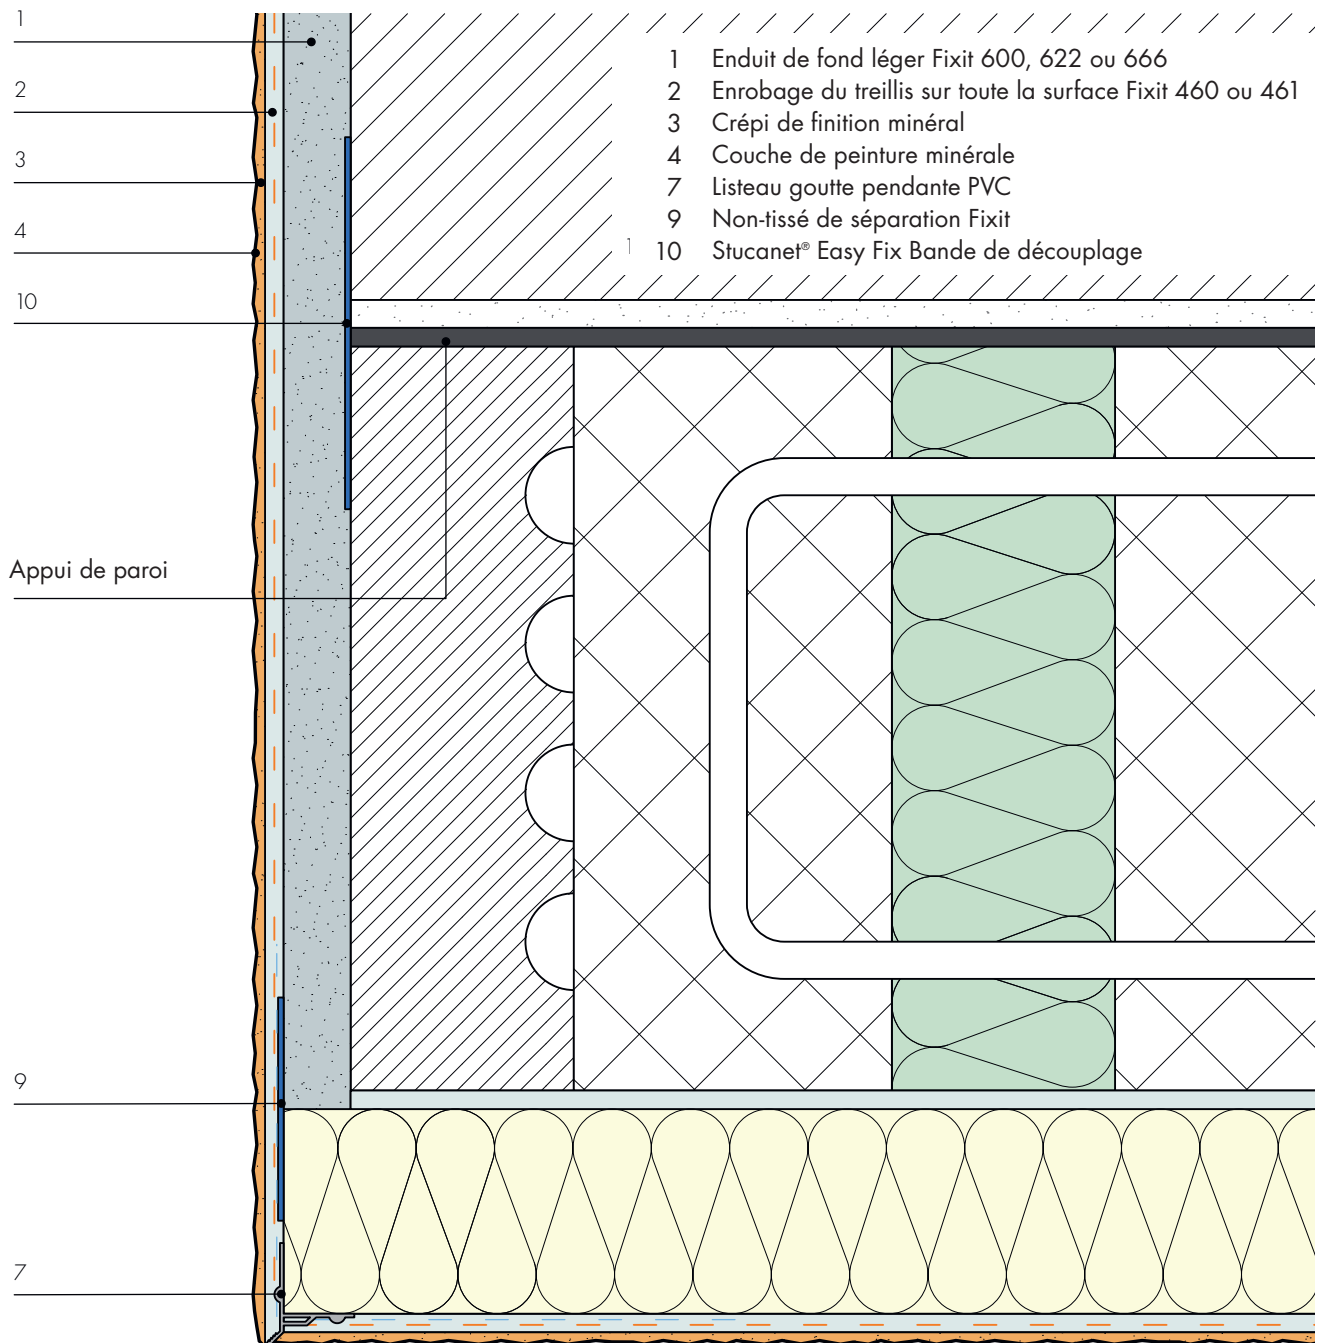 1
2
3
4
10
Appui de paroi
9
7
1 Enduit de fond léger Fixit 600, 622 ou 666
2 Enrobage du treillis sur toute la surface Fixit 460 ou 461
3 Crépi de finition minéral
4 Couche de peinture minérale
7 Listeau goutte pendante PVC
9 Non-tissé de séparation Fixit
1
10 Stucanet® Easy Fix Bande de découplage